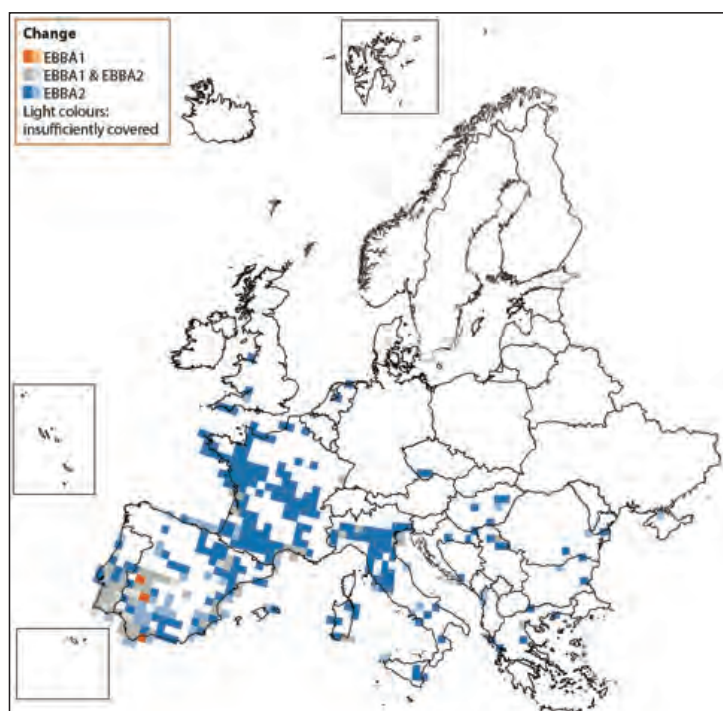 Change
EBBA1
EBBA1 & EBBA2
EBBA2
Light colours:
insufficiently covered